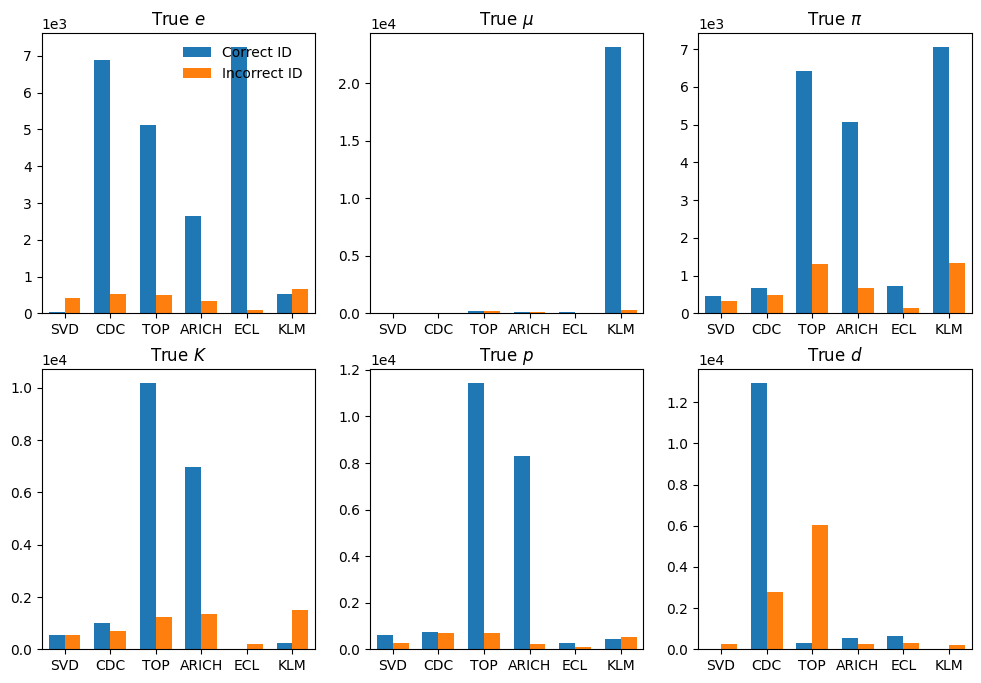 True e
1e3
7
6
5
4
3
2
1
0
Correct ID
Incorrect ID
SVD CDC TOP ARICH ECL KLM
True μ
1e4
2.0
1.5
1.0
0.5
0.0
SVD CDC TOP ARICH ECL KLM
True π
1e3
7
6
5
4
3
2
1
0
SVD CDC TOP ARICH ECL KLM
True K
1e4
1.0
0.8
0.6
0.4
0.2
0.0
SVD CDC TOP ARICH ECL KLM
True p
1e4
1.2
1.0
0.8
0.6
0.4
0.2
0.0
SVD CDC TOP ARICH ECL KLM
True d
1e4
1.2
1.0
0.8
0.6
0.4
0.2
0.0
SVD CDC TOP ARICH ECL KLM